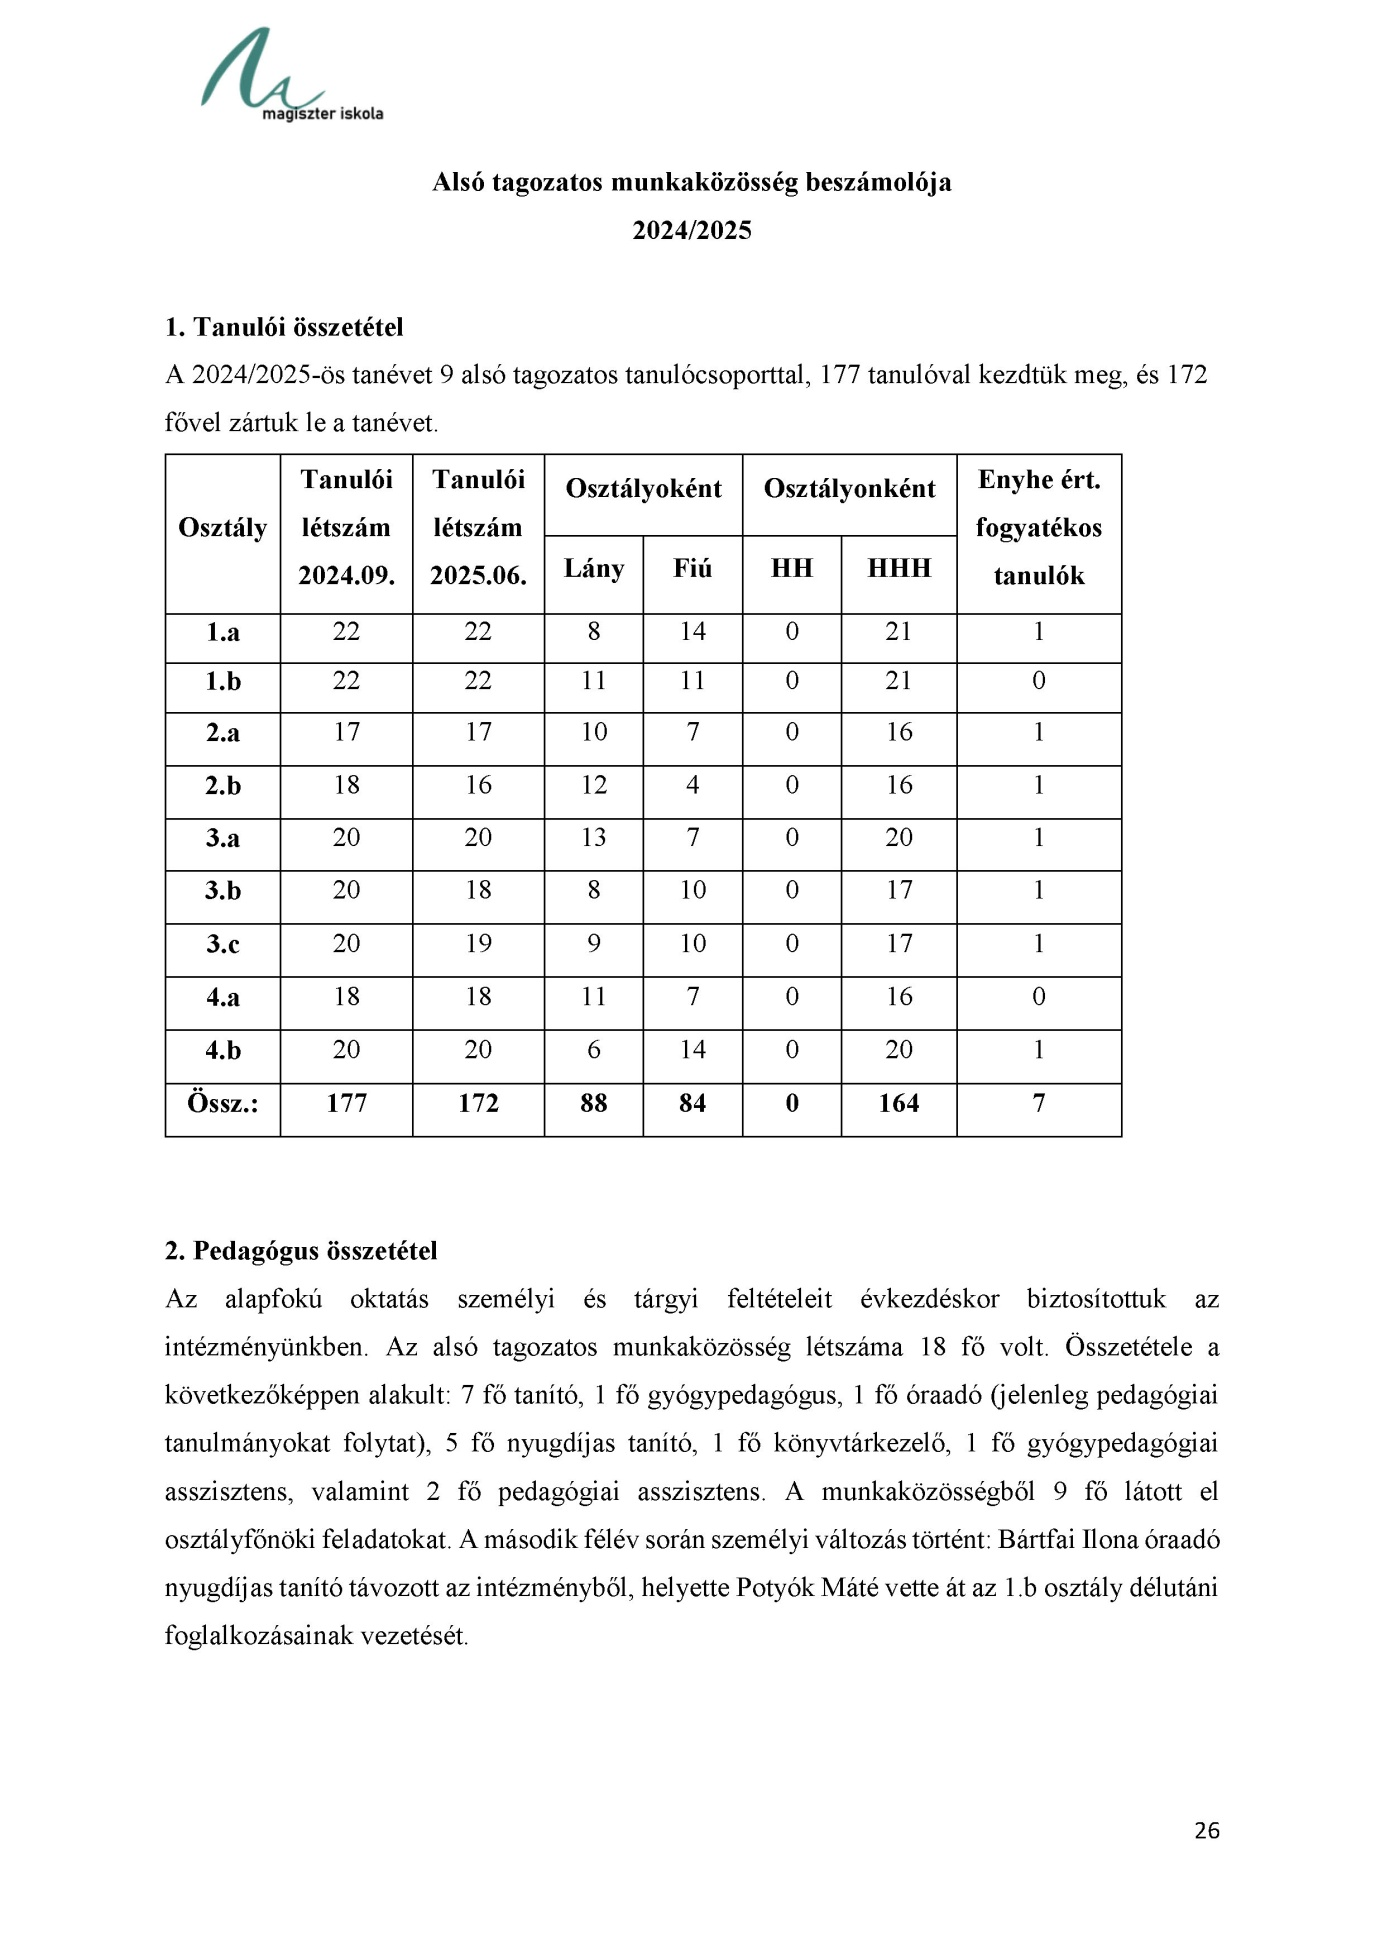 magiszter iskola
Alsó tagozatos munkaközösség beszámolója
2024/2025
1. Tanulói összetétel
A 2024/2025-ös tanévet 9 alsó tagozatos tanulócsoporttal, 177 tanulóval kezdtük meg, és 172
fővel zártuk le a tanévet.
Osztály Tanulói létszám 2024.09. Tanulói létszám 2025.06. Osztályoként Osztályonként Enyhe ért. fogyatékos tanulók
Lány Fiú HH HHH
1.a 22 22 8 14 0 21 1
1.b 22 22 11 11 0 21 0
2.a 17 17 10 7 0 16 1
2.b 18 16 12 4 0 16 1
3.a 20 20 13 7 0 20 1
3.b 20 18 8 10 0 17 1
3.c 20 19 9 10 0 17 1
4.a 18 18 11 7 0 16 0
4.b 20 20 6 14 0 20 1
Össz.: 177 172 88 84 0 164 7
2. Pedagógus összetétel
Az alapfokú oktatás személyi és tárgyi feltételeit évkezdéskor biztosítottuk az
intézményünkben. Az alsó tagozatos munkaközösség létszáma 18 fő volt. Összetétele a
következőképpen alakult: 7 fő tanító, 1 fő gyógypedagógus, 1 fő óraadó (jelenleg pedagógiai
tanulmányokat folytat), 5 fő nyugdíjas tanító, 1 fő könyvtárkezelő, 1 fő gyógypedagógiai
asszisztens, valamint 2 fő pedagógiai asszisztens. A munkaközösségből 9 fő látott el
osztályfőnöki feladatokat. A második félév során személyi változás történt: Bártfai Ilona óraadó
nyugdíjas tanító távozott az intézményből, helyette Potyók Máté vette át az 1.b osztály délutáni
foglalkozásainak vezetését.
26